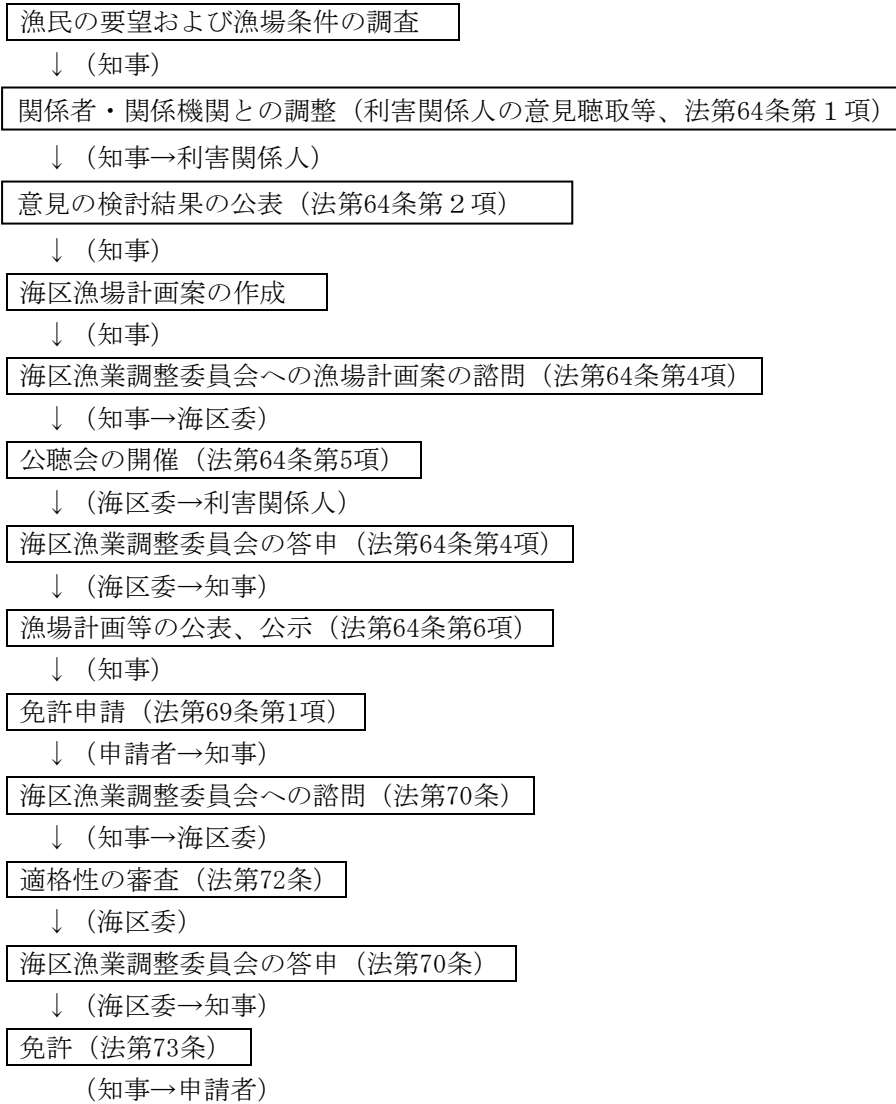 漁民の要望および漁場条件の調査
↓（知事）
関係者・関係機関との調整（利害関係人の意見聴取等、法第64条第１項）
↓（知事→利害関係人）
意見の検討結果の公表（法第64条第２項）
↓（知事）
海区漁場計画案の作成
↓（知事）
海区漁業調整委員会への漁場計画案の諮問（法第64条第4項）
↓（知事→海区委）
公聴会の開催（法第64条第5項）
↓（海区委→利害関係人）
海区漁業調整委員会の答申（法第64条第4項）
↓（海区委→知事）
漁場計画等の公表、公示（法第64条第6項）
↓（知事）
免許申請（法第69条第1項）
↓（申請者→知事）
海区漁業調整委員会への諮問（法第70条）
↓（知事→海区委）
適格性の審査（法第72条）
↓（海区委）
海区漁業調整委員会の答申（法第70条）
↓（海区委→知事）
免許（法第73条）
（知事→申請者）